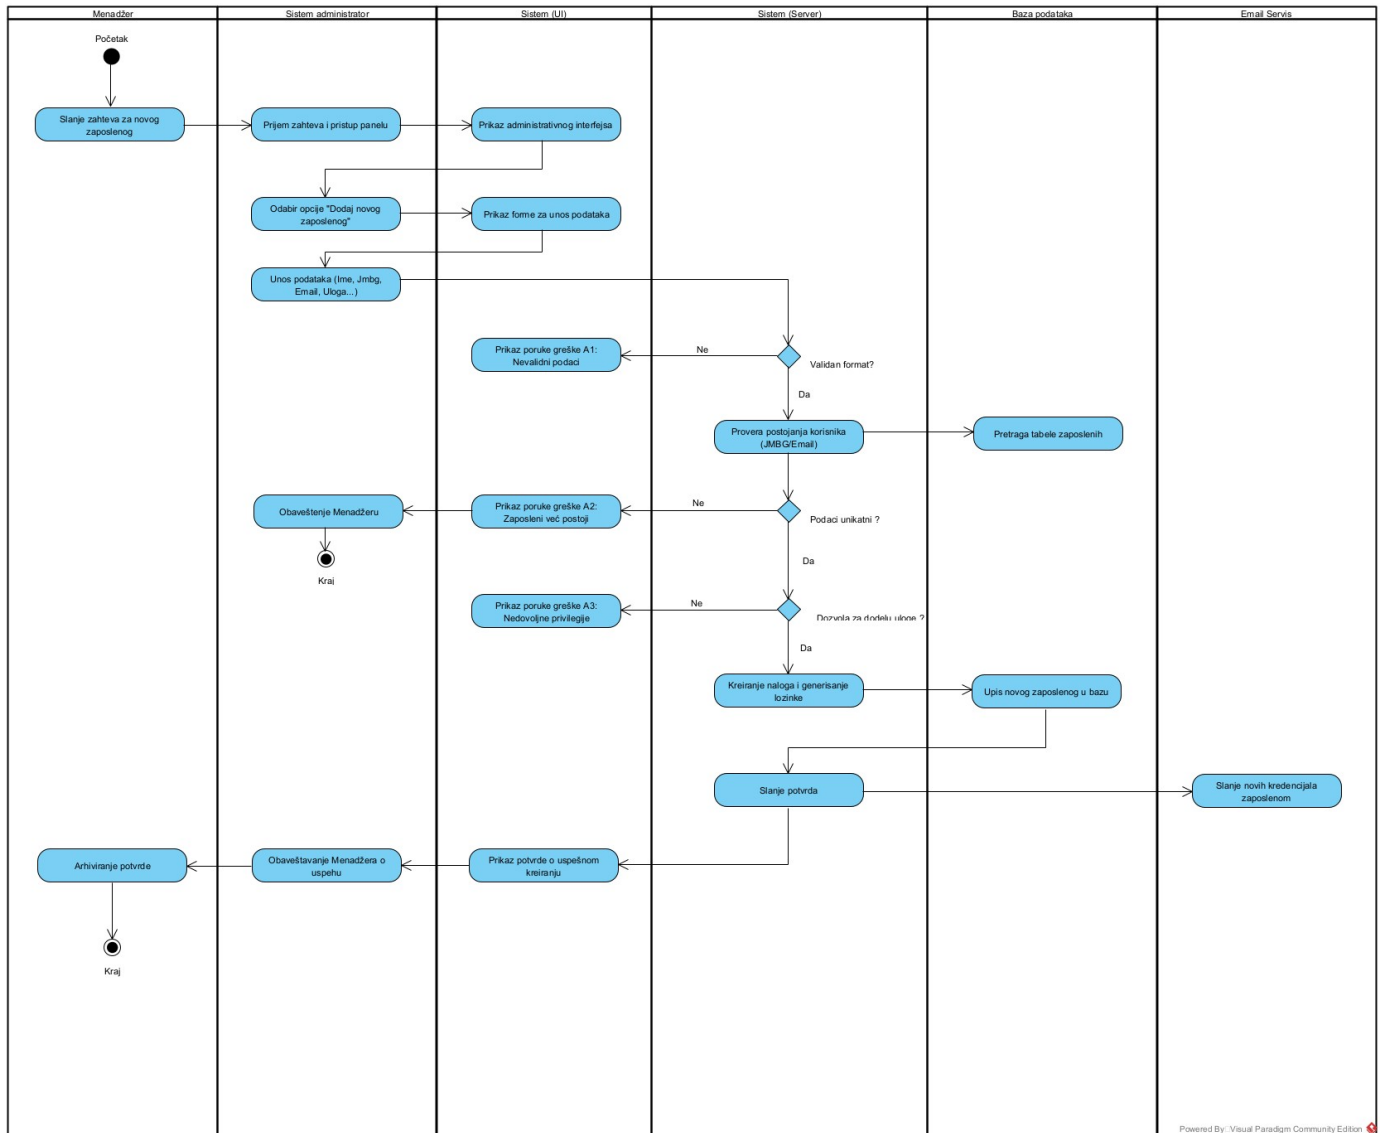 Menadžer
Sistem administrator
Sistem (UI)
Sistem (Server)
Baza podataka
Email Servis
Početak
Slanje zahteva za novog
zaposlenog
Prijem zahteva i pristup panelu
Prikaz administrativnog interfejsa
Odabir opcije "Dodaj novog
zaposlenog"
Prikaz forme za unos podataka
Unos podataka (Ime, Jmbg,
Email, Uloga...)
Prikaz poruke greške A1:
Nevalidni podaci
Ne
Validan format?
Da
Provera postojanja korisnika
(JMBG/Email)
Pretraga tabele zaposlenih
Obaveštenje Menadžeru
Prikaz poruke greške A2:
Zaposleni već postoji
Ne
Podaci unikatni ?
Da
Kraj
Prikaz poruke greške A3:
Nedovoljne privilegije
Ne
Dozvola za dodelu uloge ?
Da
Kreiranje naloga i generisanje
lozinke
Upis novog zaposlenog u bazu
Slanje potvrda
Slanje novih kredencijala
zaposlenom
Arhiviranje potvrde
Obaveštavanje Menadžera o
uspehu
Prikaz potvrde o uspešnom
kreiranju
Kraj
Powered By Visual Paradigm Community Edition